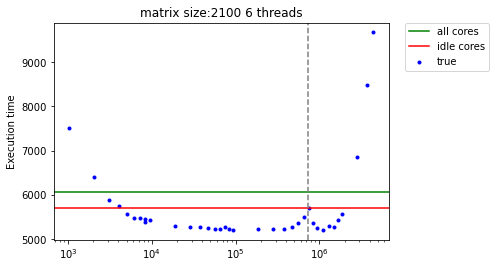 matrix size:2100 6 threads
all cores
idle cores
true
Execution time
9000
8000
7000
6000
5000
10³
10⁴
10⁵
10⁶